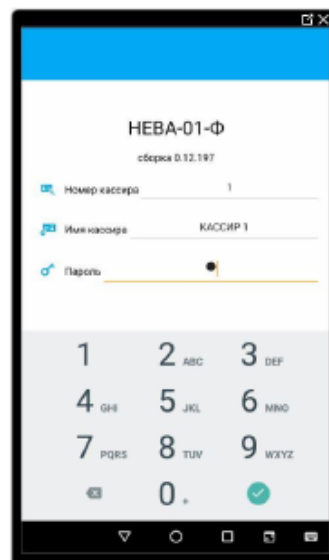 НЕВА-01-Ф
сборка 0.12.197
Номер кассира 1
Имя кассира КАССИР 1
Пароль
1 2 ABC 3 DEF
4 GHI 5 JKL 6 MNO
7 PQRS 8 TUV 9 WXYZ
0 +